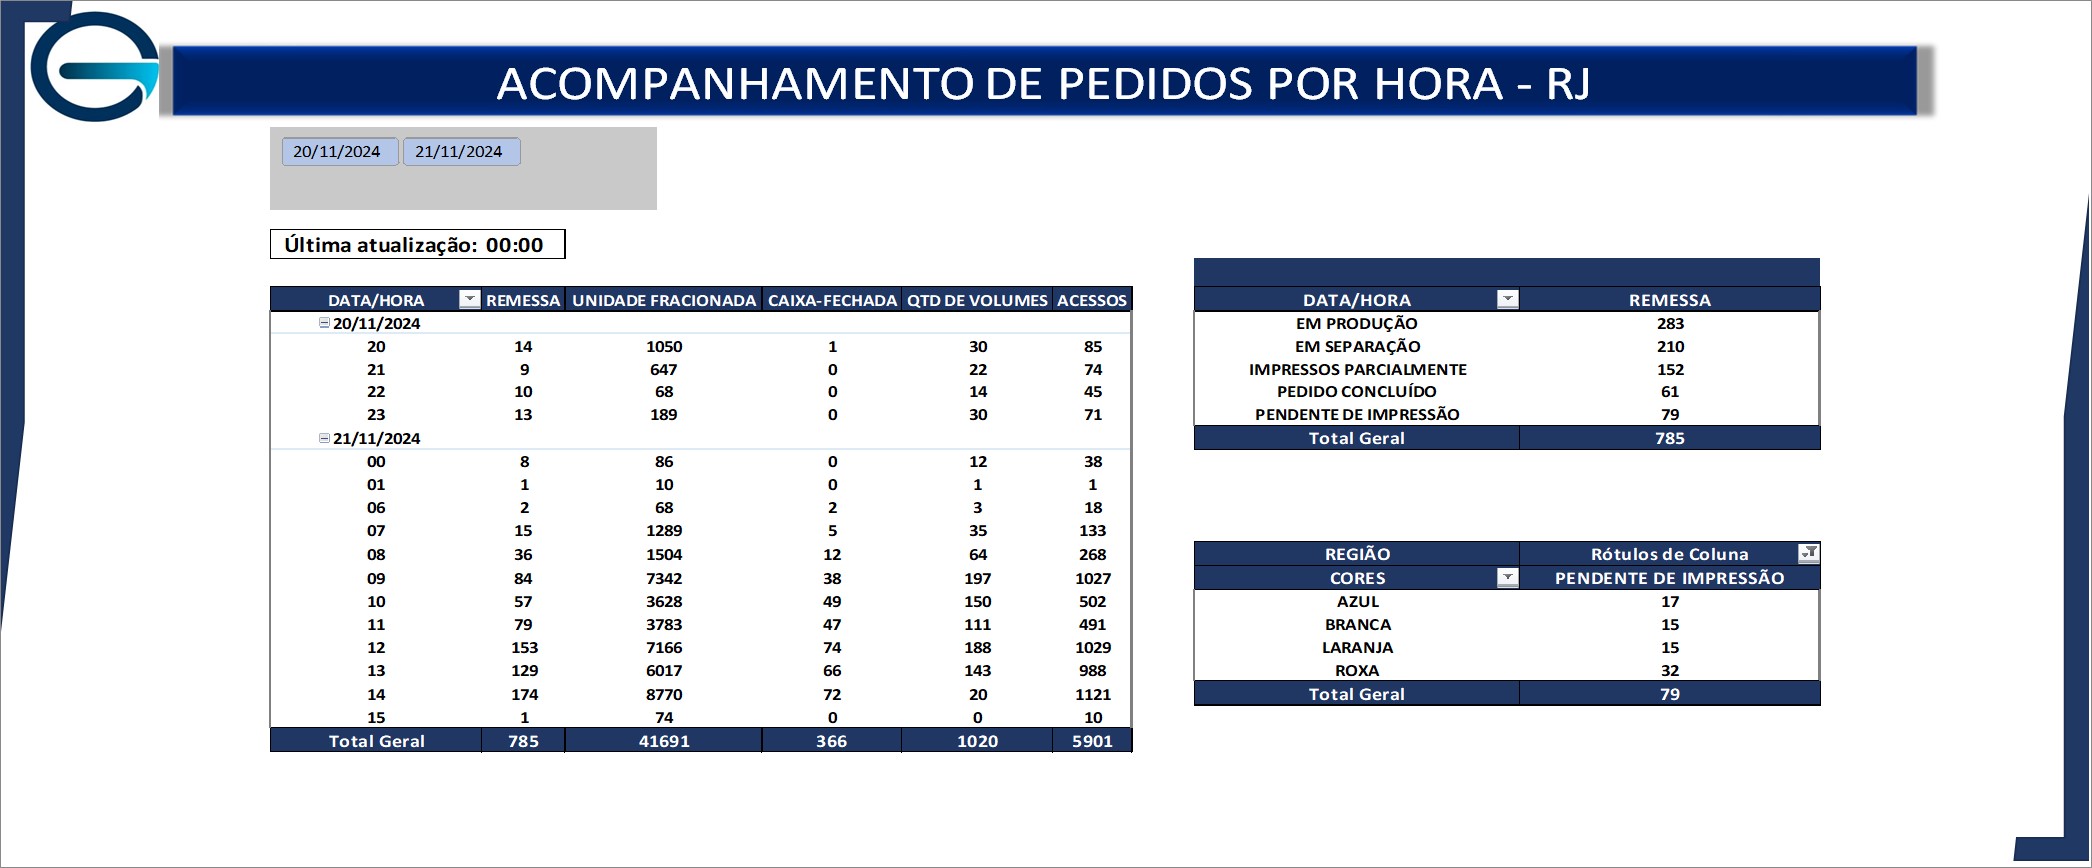 ACOMPANHAMENTO DE PEDIDOS POR HORA - RJ
20/11/2024 21/11/2024
Última atualização: 00:00
DATA/HORA REMESSA UNIDADE FRACIONADA CAIXA-FECHADA QTD DE VOLUMES ACESSOS
20/11/2024
20 14 1050 1 30 85
21 9 647 0 22 74
22 10 68 0 14 45
23 13 189 0 30 71
21/11/2024
00 8 86 0 12 38
01 1 10 0 1 1
06 2 68 2 3 18
07 15 1289 5 35 133
08 36 1504 12 64 268
09 84 7342 38 197 1027
10 57 3628 49 150 502
11 79 3783 47 111 491
12 153 7166 74 188 1029
13 129 6017 66 143 988
14 174 8770 72 20 1121
15 1 74 0 0 10
Total Geral 785 41691 366 1020 5901
DATA/HORA REMESSA
EM PRODUÇÃO 283
EM SEPARAÇÃO 210
IMPRESSOS PARCIALMENTE 152
PEDIDO CONCLUÍDO 61
PENDENTE DE IMPRESSÃO 79
Total Geral 785
REGIÃO Rótulos de Coluna
CORES PENDENTE DE IMPRESSÃO
AZUL 17
BRANCA 15
LARANJA 15
ROXA 32
Total Geral 79